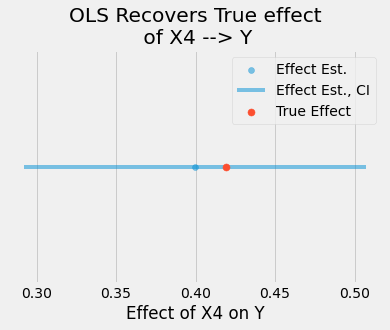 OLS Recovers True effect
of X4 --> Y
Effect Est.
Effect Est., CI
True Effect
0.30 0.35 0.40 0.45 0.50
Effect of X4 on Y